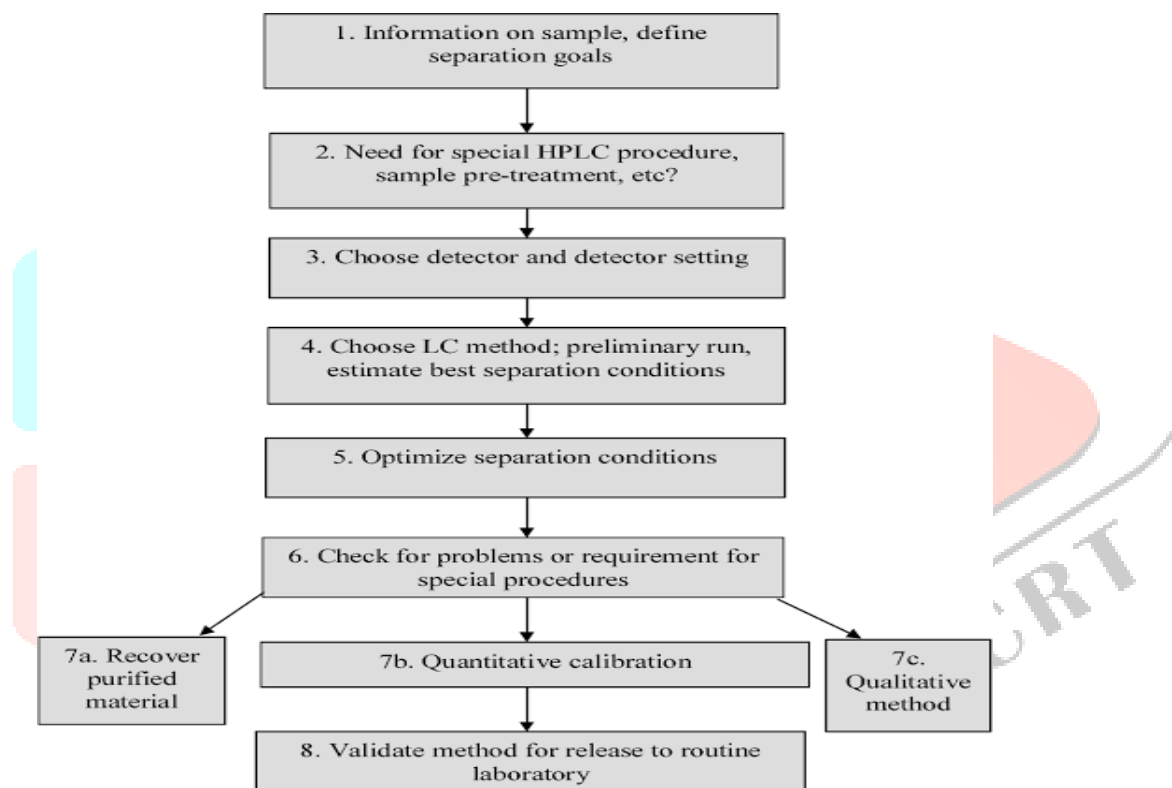 1. Information on sample, define
separation goals
2. Need for special HPLC procedure,
sample pre-treatment, etc?
3. Choose detector and detector setting
4. Choose LC method; preliminary run,
estimate best separation conditions
5. Optimize separation conditions
6. Check for problems or requirement for
special procedures
7a. Recover
purified
material
7b. Quantitative calibration
7c.
Qualitative
method
8. Validate method for release to routine
laboratory
CRT